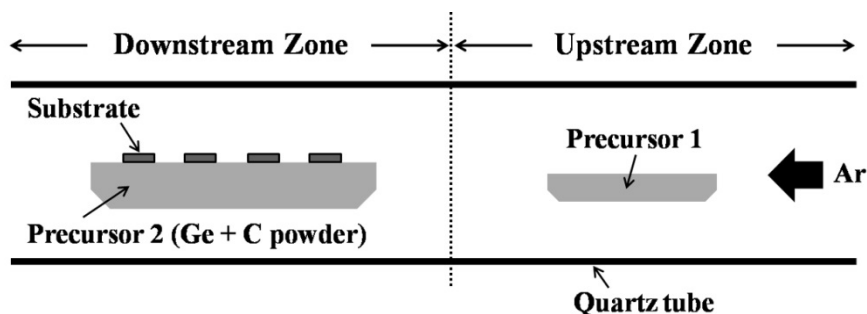 Downstream Zone
Upstream Zone
Substrate
Precursor 1
Ar
Precursor 2 (Ge + C powder)
Quartz tube